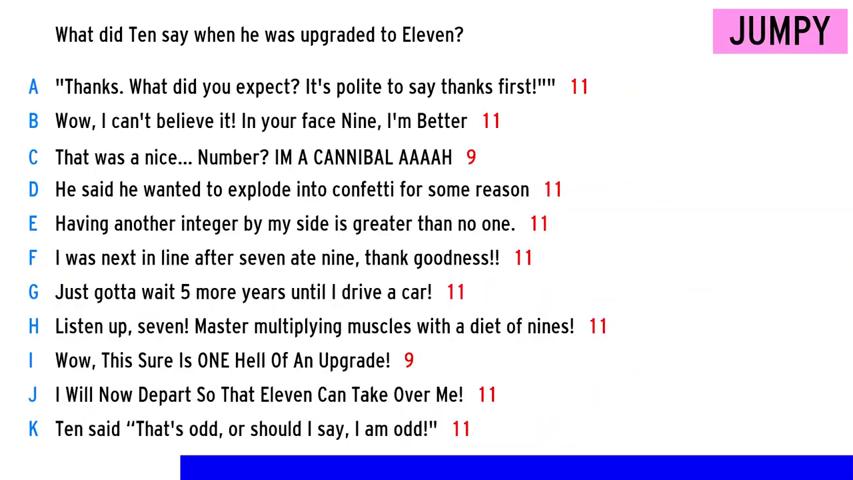 What did Ten say when he was upgraded to Eleven?
JUMPY
A "Thanks. What did you expect? It's polite to say thanks first!"" 11
B Wow, I can't believe it! In your face Nine, I'm Better 11
C That was a nice... Number? IM A CANNIBAL AAAAH 9
D He said he wanted to explode into confetti for some reason 11
E Having another integer by my side is greater than no one. 11
F I was next in line after seven ate nine, thank goodness!! 11
G Just gotta wait 5 more years until I drive a car! 11
H Listen up, seven! Master multiplying muscles with a diet of nines! 11
I Wow, This Sure Is ONE Hell Of An Upgrade! 9
J I Will Now Depart So That Eleven Can Take Over Me! 11
K Ten said “That's odd, or should I say, I am odd!" 11